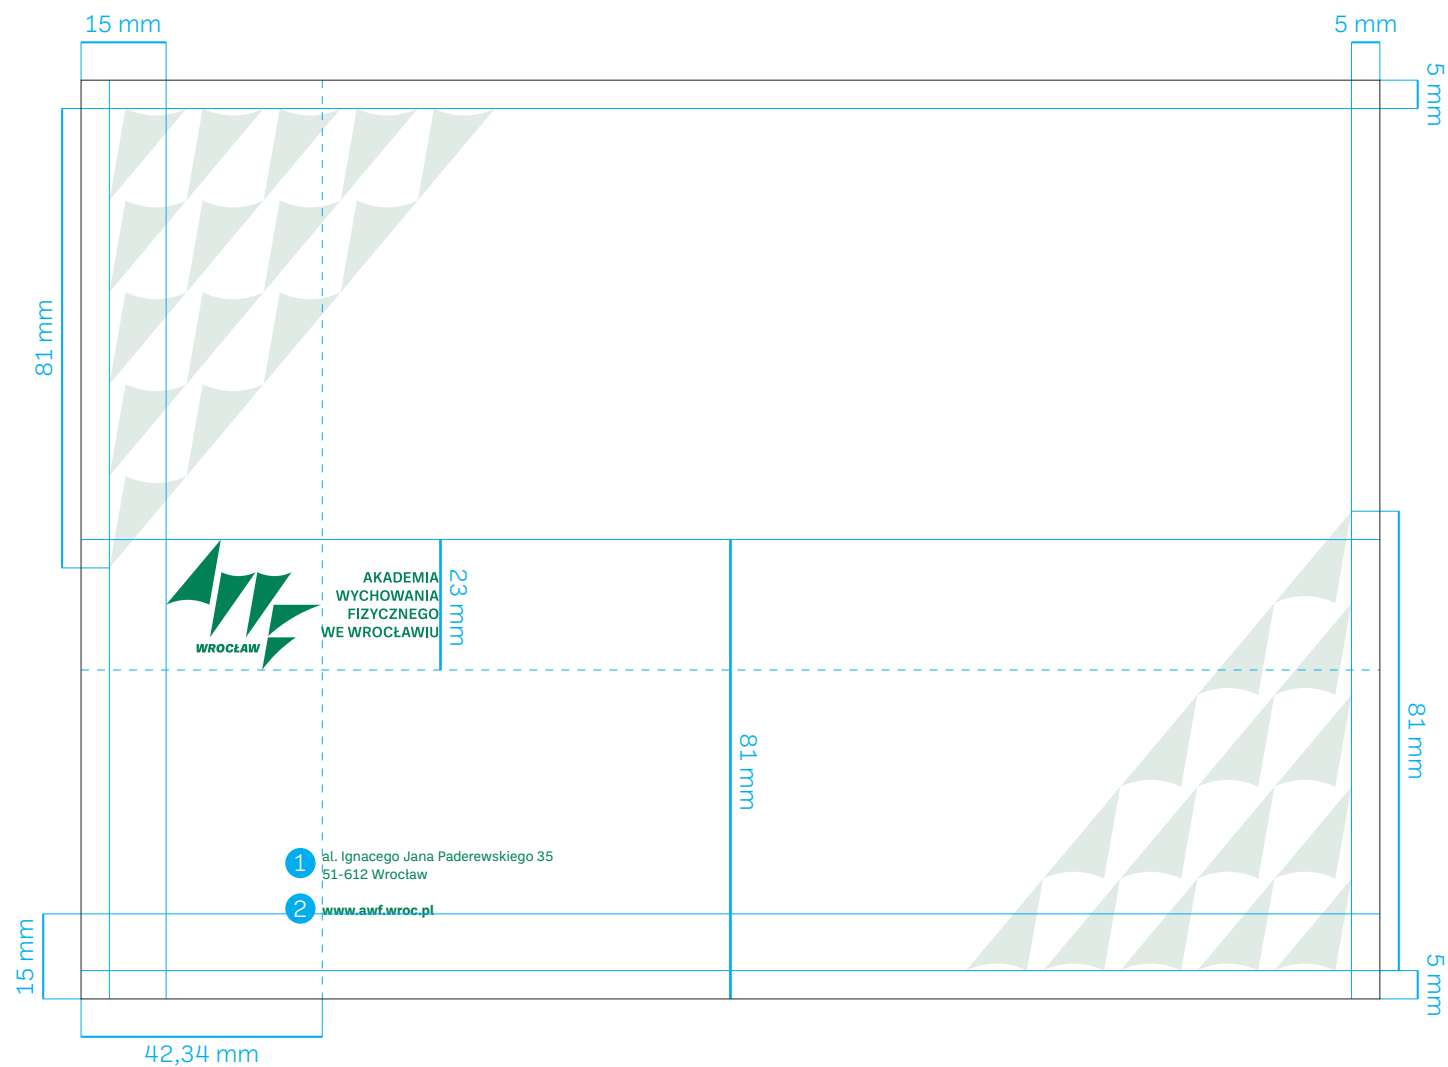 15 mm
5 mm
5 mm
81 mm
AKADEMIA
WYCHOWANIA
FIZYCZNEGO
WE WROCŁAWIU
WROCŁAW
23 mm
81 mm
81 mm
1 al. Ignacego Jana Paderewskiego 35
51-612 Wrocław
2 www.awf.wroc.pl
15 mm
5 mm
42,34 mm